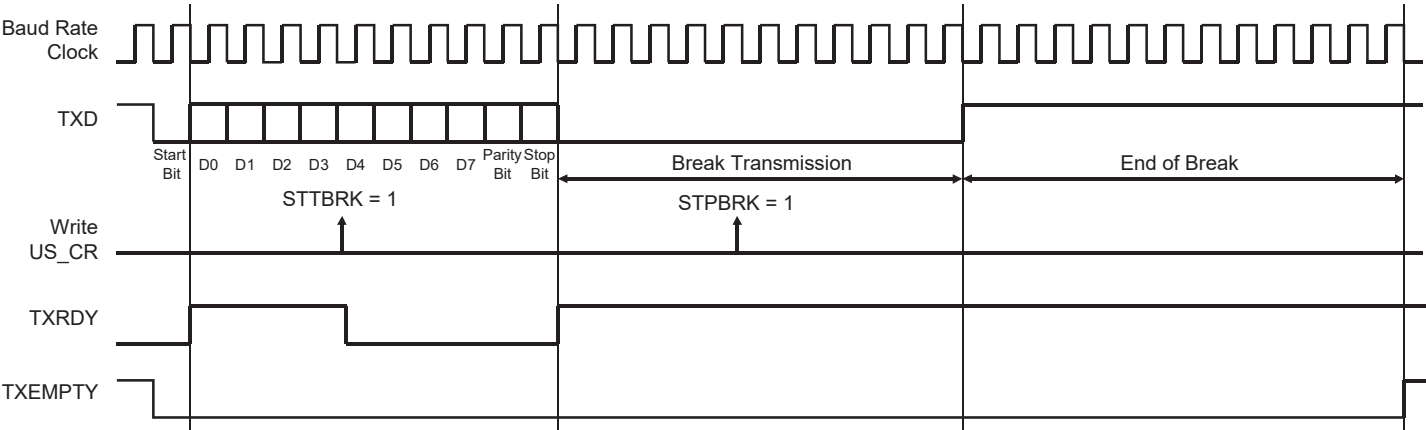 Baud Rate
Clock
TXD
Start
Bit
D0 D1 D2 D3 D4 D5 D6 D7
Parity
Bit
Stop
Bit
Break Transmission
End of Break
STTBRK = 1
STPBRK = 1
Write
US_CR
TXRDY
TXEMPTY